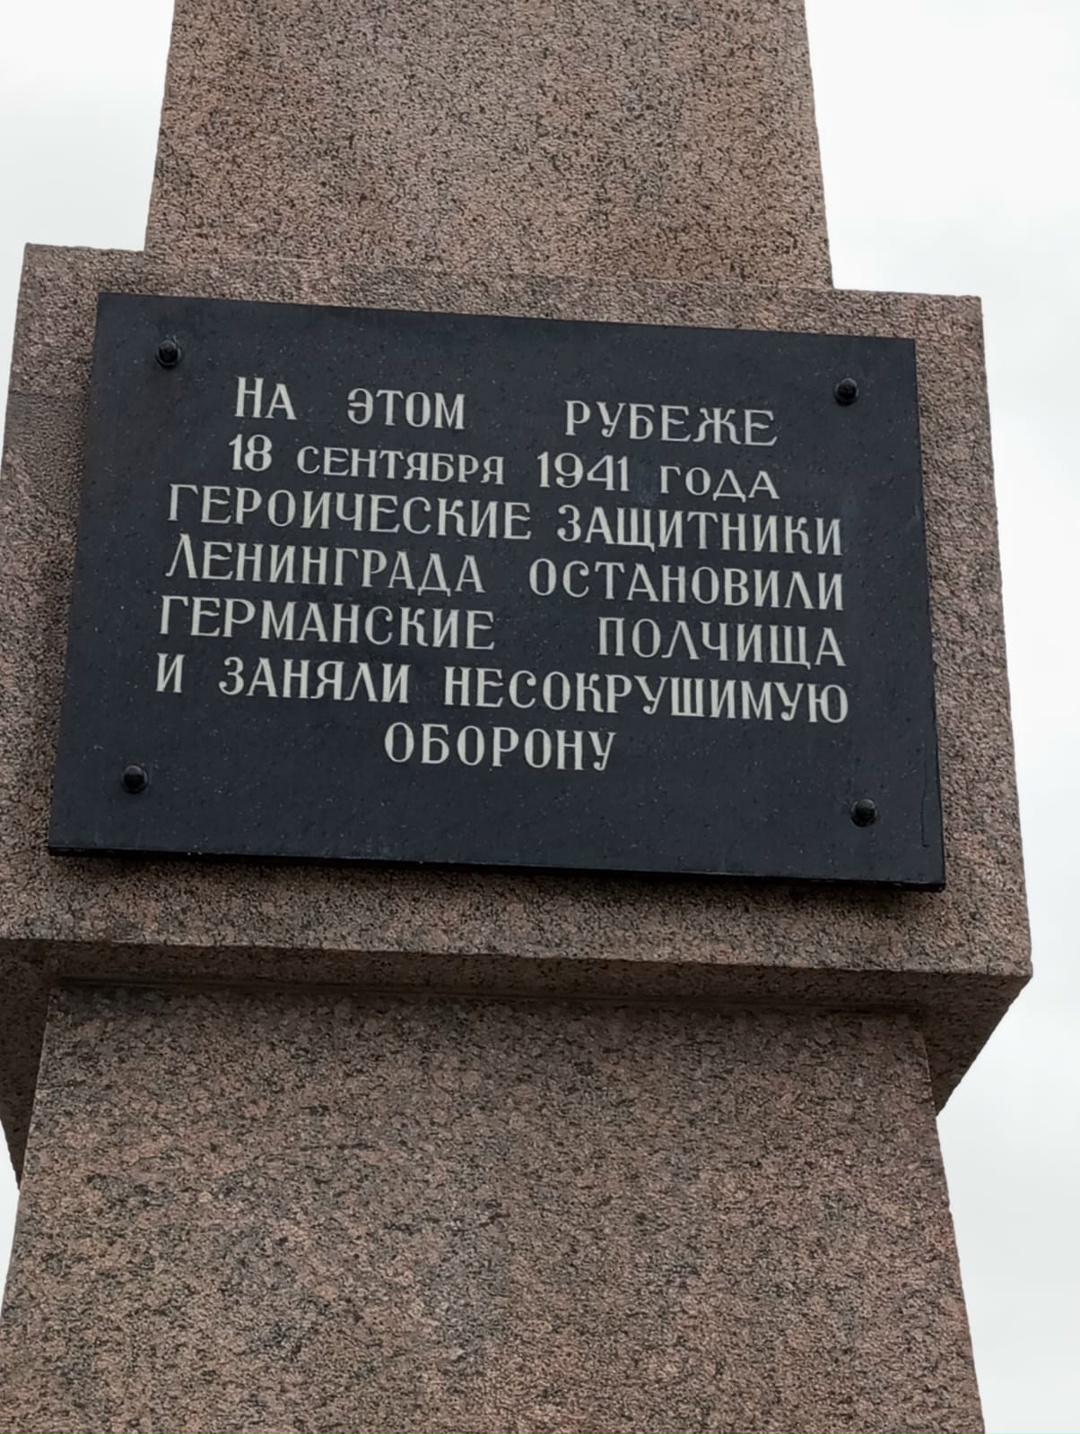 НА ЭТОМ РУБЕЖЕ
18 СЕНТЯБРЯ 1941 ГОДА
ГЕРОИЧЕСКИЕ ЗАЩИТНИКИ
ЛЕНИНГРАДА ОСТАНОВИЛИ
ГЕРМАНСКИЕ ПОЛЧИЩА
И ЗАНЯЛИ НЕСОКРУШИМУЮ
ОБОРОНУ